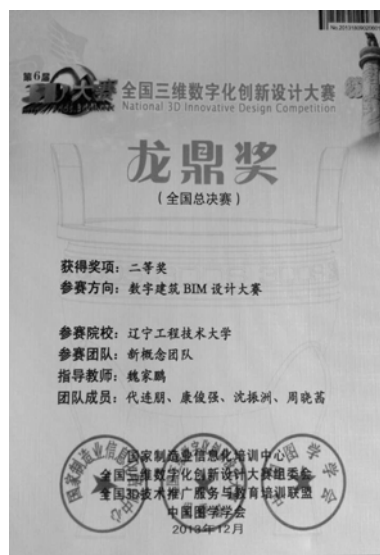 第6届
3D大赛 全国三维数字化创新设计大赛
National 3D Innovative Design Competition
龙鼎奖
(全国总决赛)
获得奖项：二等奖
参赛方向：数字建筑BIM设计大赛
参赛院校：辽宁工程技术大学
参赛团队：新概念团队
指导教师：魏家鹏
团队成员：代连朋、康俊强、沈振洲、周晓菡
国家制造业信息化培训中心
全国三维数字化创新设计大赛组委会
全国3D技术推广服务与教育培训联盟
中国图学学会
2013年12月